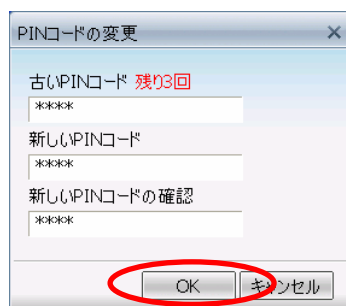 PINコードの変更
古いPINコード 残り3回
****
新しいPINコード
****
新しいPINコードの確認
****
OK キャンセル